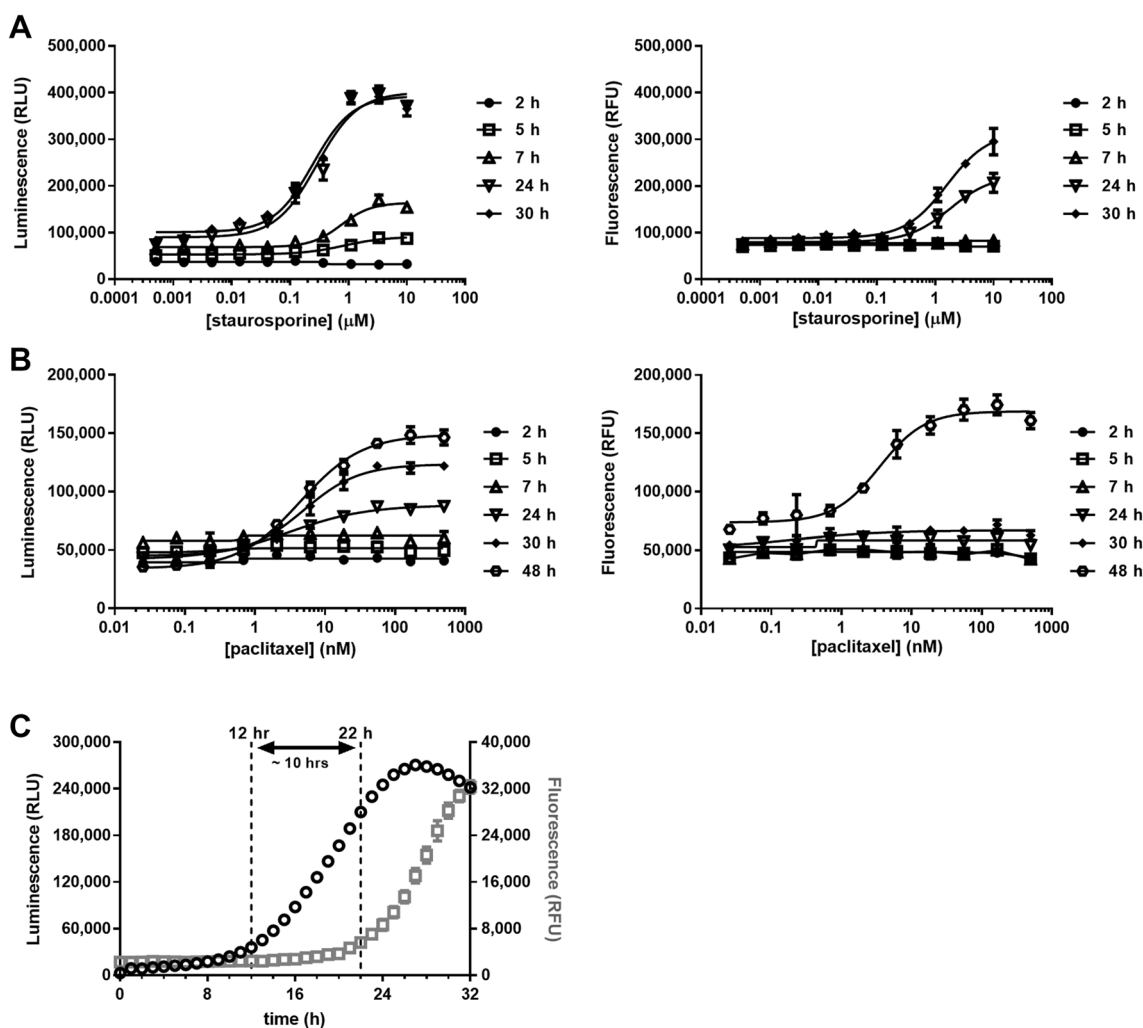 A
Luminescence (RLU)
500,000
400,000
300,000
200,000
100,000
0
0.0001
0.001
0.01
0.1
1
10
100
[staurosporine] (μM)
2 h
5 h
7 h
24 h
30 h
Fluorescence (RFU)
500,000
400,000
300,000
200,000
100,000
0
0.0001
0.001
0.01
0.1
1
10
100
[staurosporine] (μM)
2 h
5 h
7 h
24 h
30 h
B
Luminescence (RLU)
200,000
150,000
100,000
50,000
0
0.01
0.1
1
10
100
1000
[paclitaxel] (nM)
2 h
5 h
7 h
24 h
30 h
48 h
Fluorescence (RFU)
200,000
150,000
100,000
50,000
0
0.01
0.1
1
10
100
1000
[paclitaxel] (nM)
2 h
5 h
7 h
24 h
30 h
48 h
C
12 hr
22 h
~ 10 hrs
Luminescence (RLU)
300,000
240,000
180,000
120,000
60,000
0
40,000
32,000
24,000
16,000
8,000
0
Fluorescence (RFU)
0
8
16
24
32
time (h)